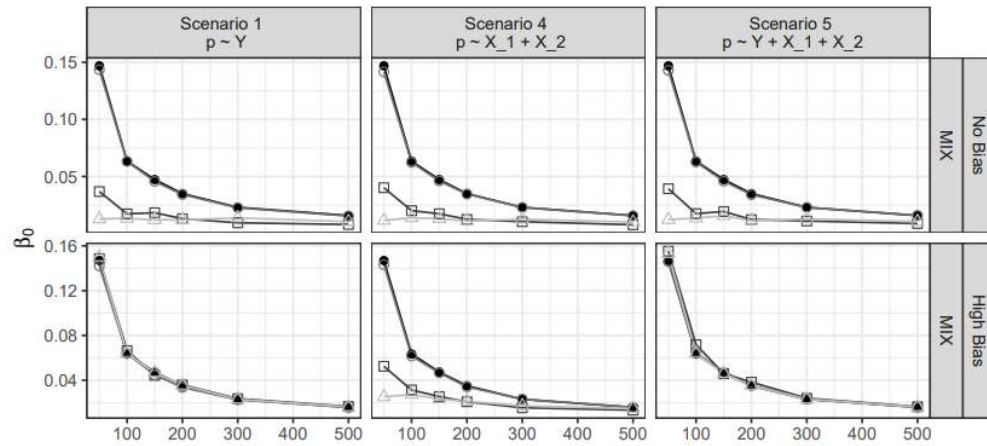 Scenario 1
p ~ Y
Scenario 4
p ~ X_1 + X_2
Scenario 5
p ~ Y + X_1 + X_2
0.15
0.10
0.05
MIX
No Bias
β₀
0.16
0.12
0.08
0.04
MIX
High Bias
100 200 300 400 500
100 200 300 400 500
100 200 300 400 500